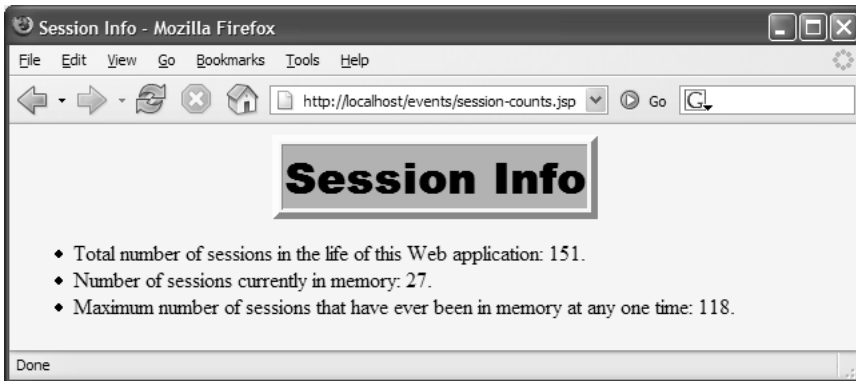 Session Info - Mozilla Firefox
File Edit View Go Bookmarks Tools Help
http://localhost/events/session-counts.jsp Go G
Session Info
• Total number of sessions in the life of this Web application: 151.
• Number of sessions currently in memory: 27.
• Maximum number of sessions that have ever been in memory at any one time: 118.
Done